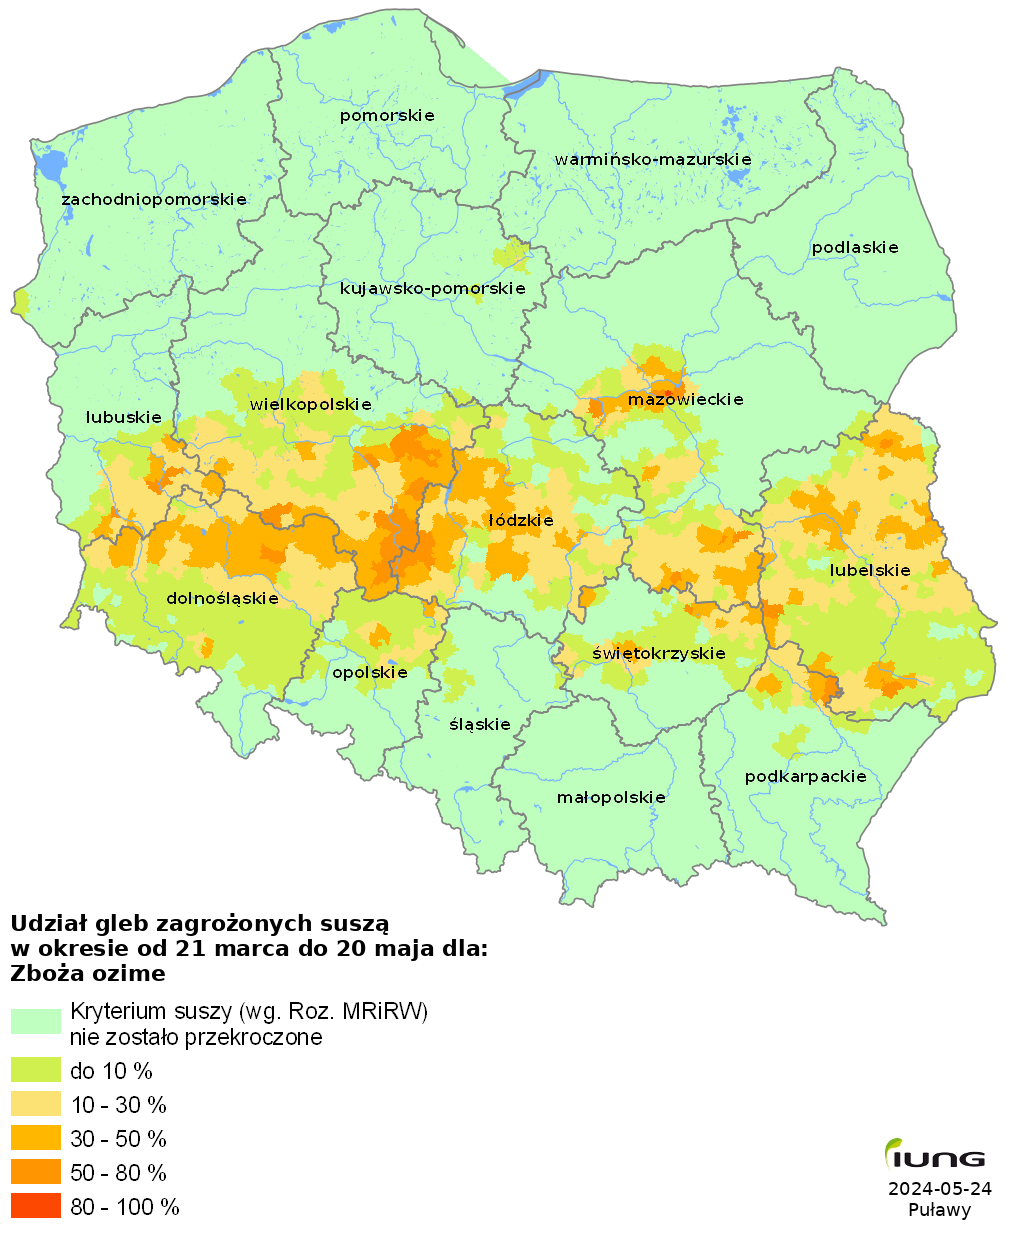 pomorskie
warmińsko-mazurskie
zachodniopomorskie
podlaskie
kujawsko-pomorskie
mazowieckie
wielkopolskie
lubuskie
łódzkie
lubelskie
dolnośląskie
świętokrzyskie
opolskie
śląskie
podkarpackie
małopolskie
Udział gleb zagrożonych suszą
w okresie od 21 marca do 20 maja dla:
Zboża ozime
Kryterium suszy (wg. Roz. MRiRW)
nie zostało przekroczone
do 10 %
10 - 30 %
30 - 50 %
50 - 80 %
80 - 100 %
IUNG
2024-05-24
Puławy